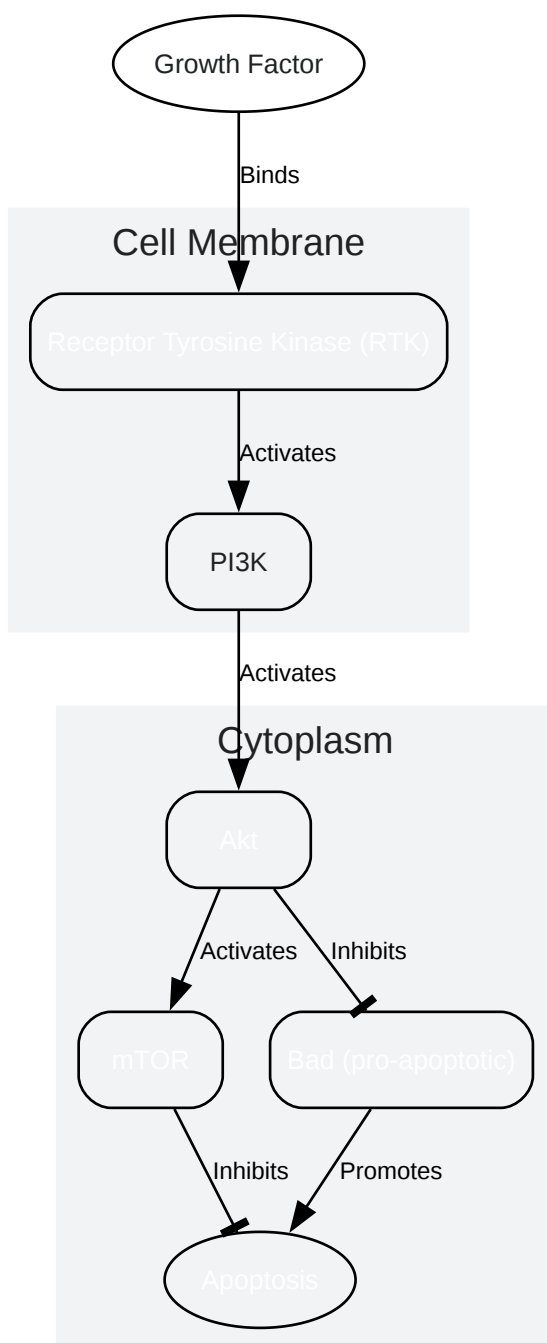 Growth Factor
Binds
Cell Membrane
Receptor Tyrosine Kinase (RTK)
Activates
PI3K
Activates
Cytoplasm
Akt
Activates
Inhibits
mTOR
Bad (pro-apoptotic)
Inhibits
Promotes
Apoptosis